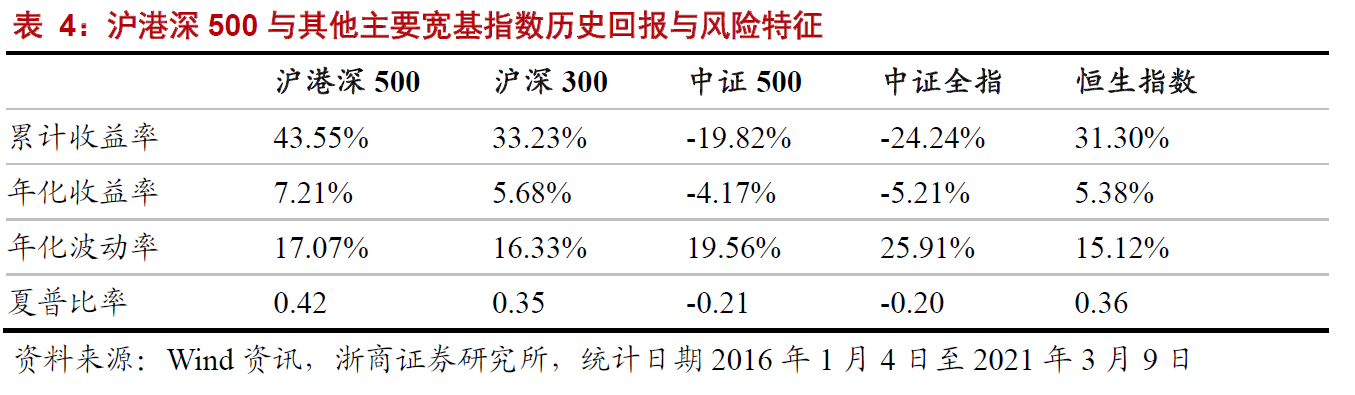 表 4：沪港深 500 与其他主要宽基指数历史回报与风险特征
沪港深 500 沪深 300 中证 500 中证全指 恒生指数
累计收益率 43.55% 33.23% -19.82% -24.24% 31.30%
年化收益率 7.21% 5.68% -4.17% -5.21% 5.38%
年化波动率 17.07% 16.33% 19.56% 25.91% 15.12%
夏普比率 0.42 0.35 -0.21 -0.20 0.36
资料来源：Wind 资讯，浙商证券研究所，统计日期 2016 年 1 月 4 日至 2021 年 3 月 9 日